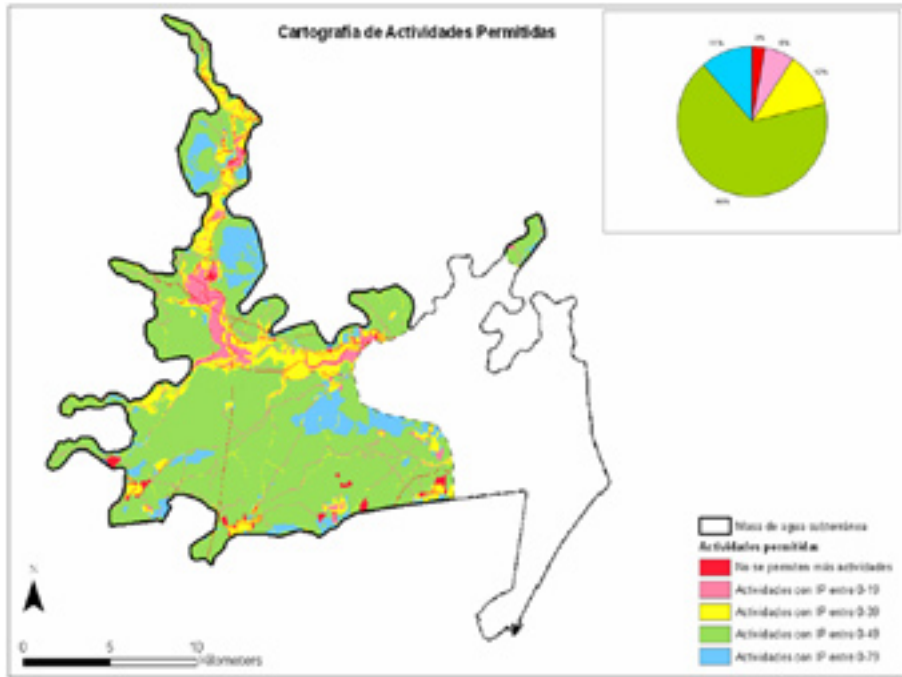 Cartografía de Actividades Permitidas
11%
Masa de agua subterránea
Actividades permitidas
No se permiten más actividades
Actividades con IP entre 0-19
Actividades con IP entre 0-39
Actividades con IP entre 0-49
Actividades con IP entre 0-79
N
0 5 10
Kilometers